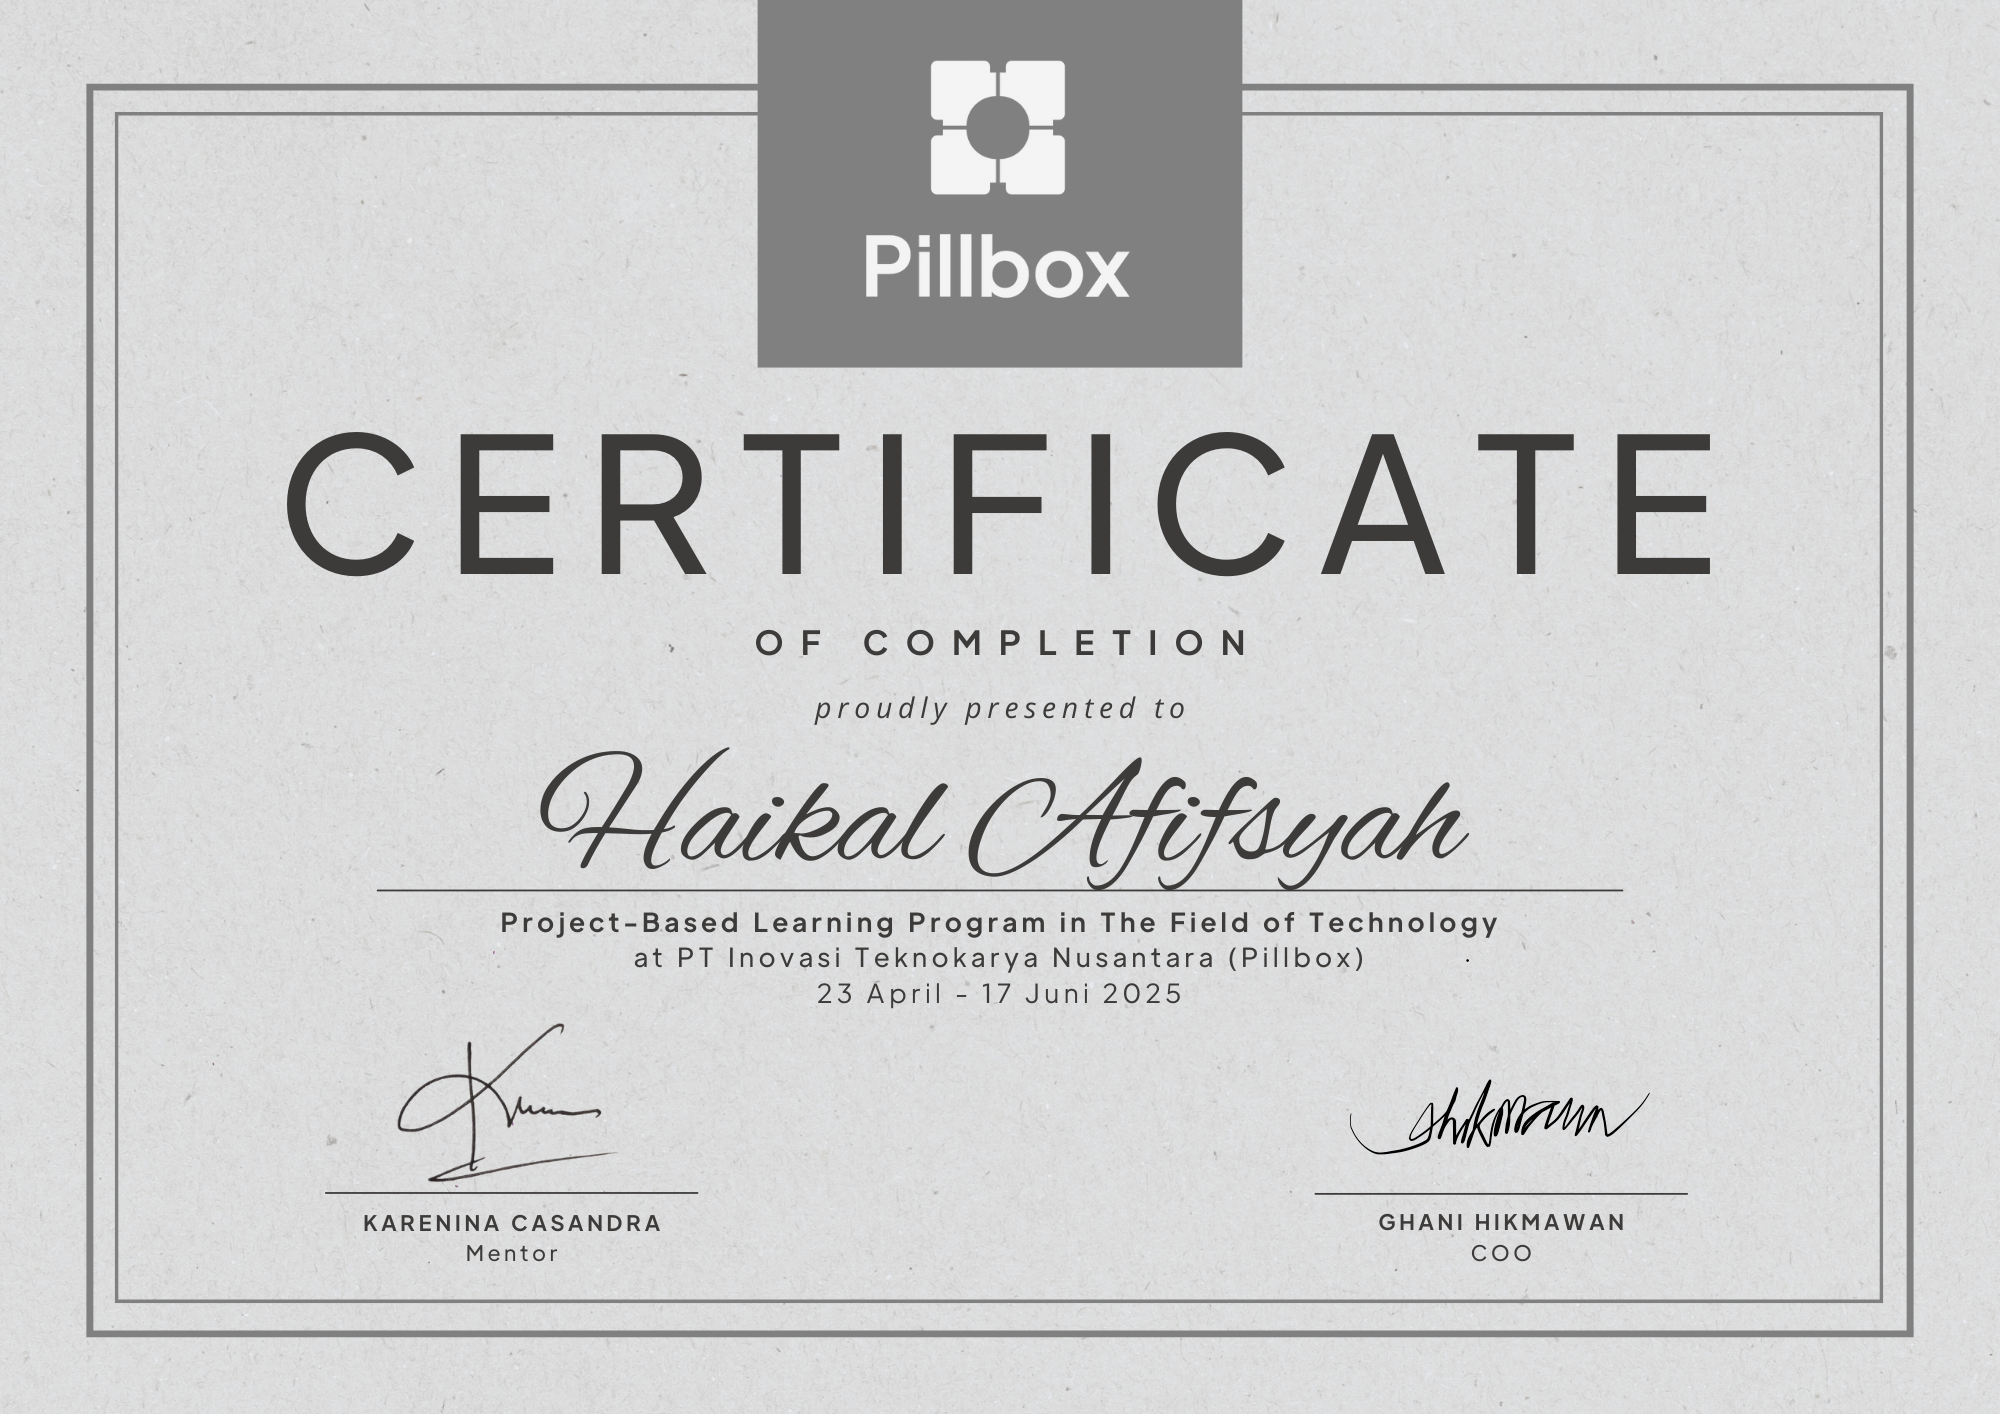 Pillbox
CERTIFICATE
OF COMPLETION
proudly presented to
Haikal Afifsyah
Project-Based Learning Program in The Field of Technology
at PT Inovasi Teknokarya Nusantara (Pillbox)
23 April - 17 Juni 2025
KARENINA CASANDRA
Mentor
GHANI HIKMAWAN
COO